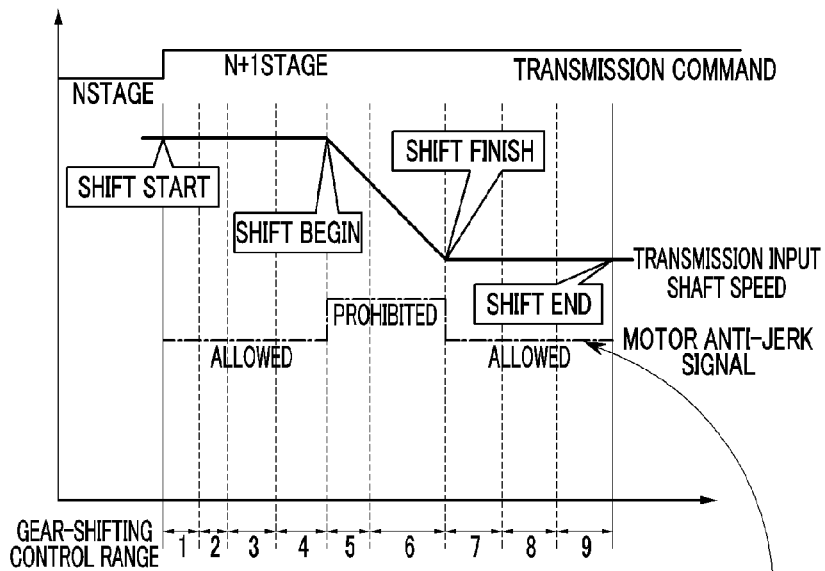 NSTAGE
N+1STAGE
TRANSMISSION COMMAND
SHIFT START
SHIFT BEGIN
SHIFT FINISH
SHIFT END
TRANSMISSION INPUT
SHAFT SPEED
PROHIBITED
ALLOWED
ALLOWED
MOTOR ANTI-JERK
SIGNAL
GEAR-SHIFTING
CONTROL RANGE
1 2 3 4 5 6 7 8 9